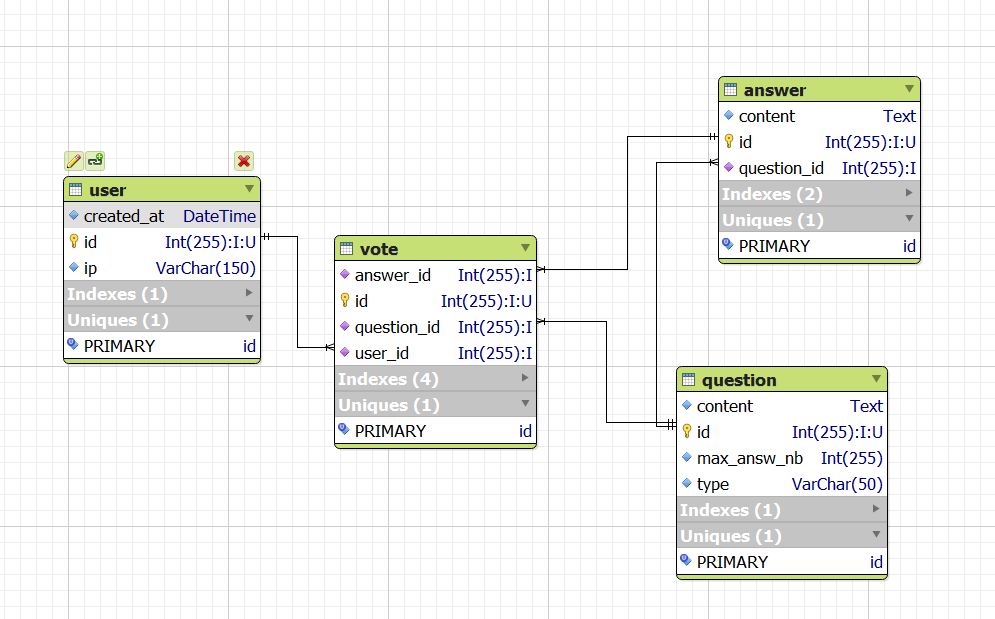 user
created_at DateTime
id Int(255):I:U
ip VarChar(150)
Indexes (1)
Uniques (1)
PRIMARY id
vote
answer_id Int(255):I
id Int(255):I:U
question_id Int(255):I
user_id Int(255):I
Indexes (4)
Uniques (1)
PRIMARY id
answer
content Text
id Int(255):I:U
question_id Int(255):I
Indexes (2)
Uniques (1)
PRIMARY id
question
content Text
id Int(255):I:U
max_answ_nb Int(255)
type VarChar(50)
Indexes (1)
Uniques (1)
PRIMARY id